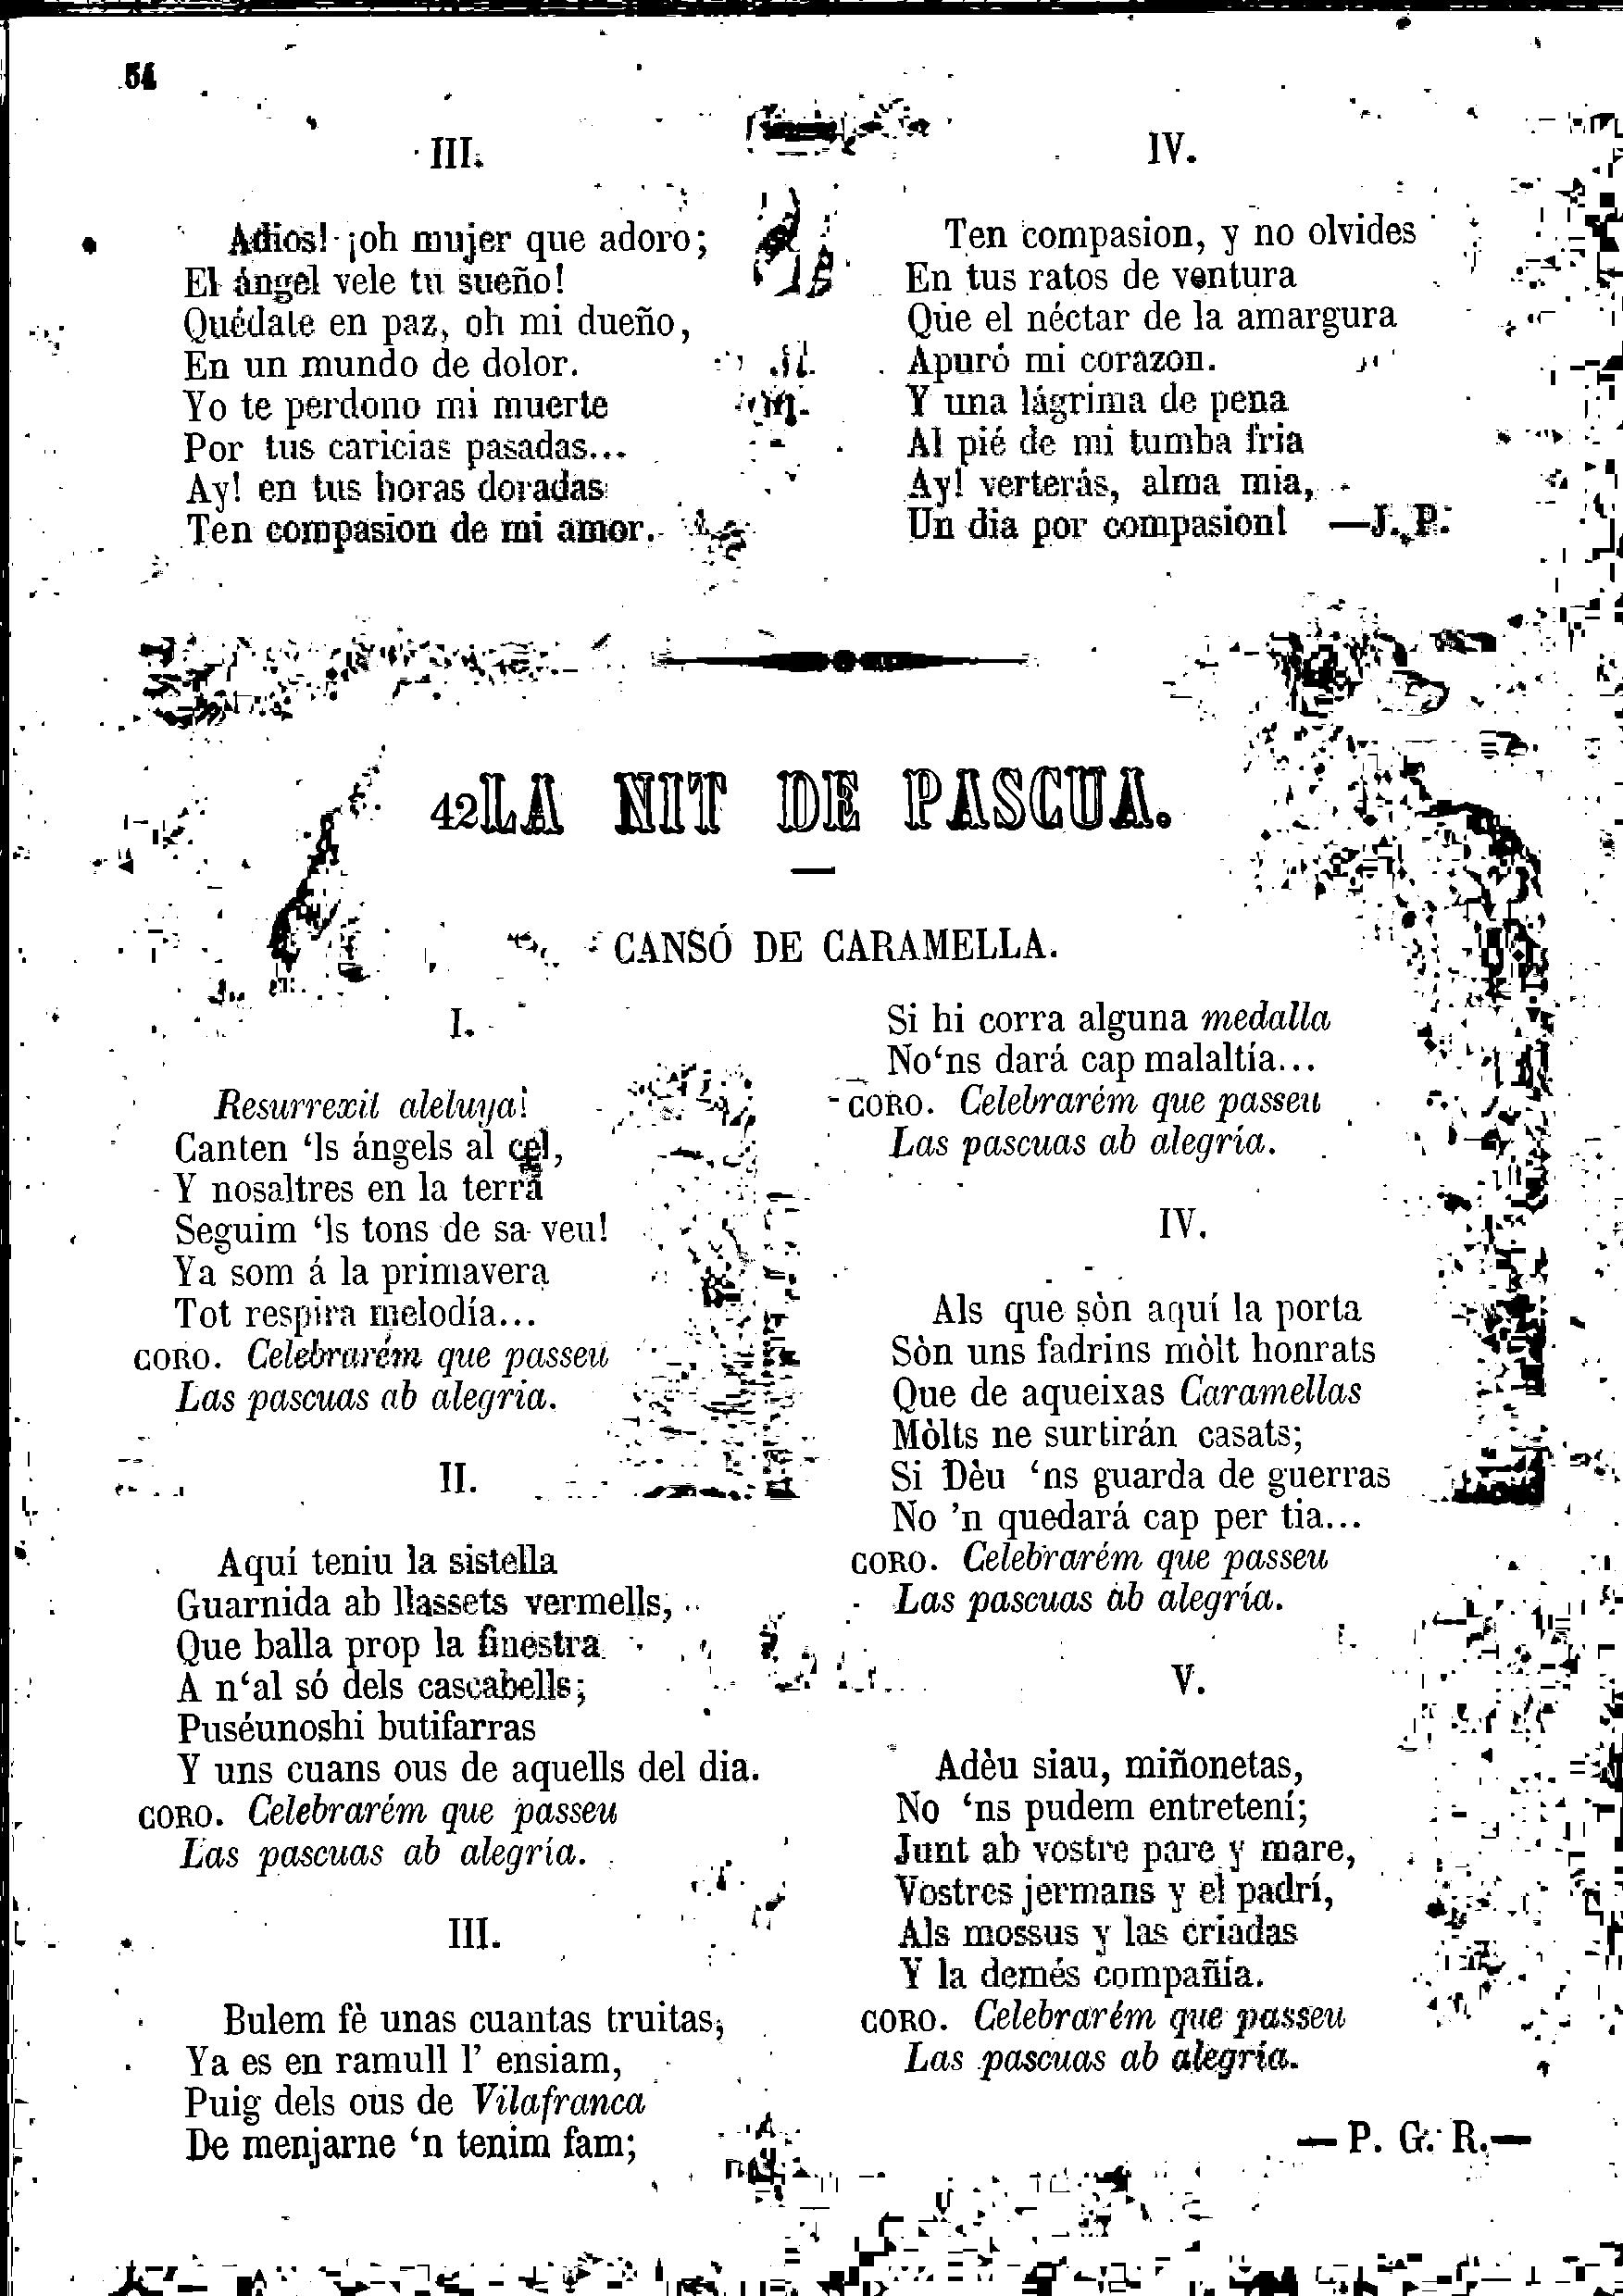 54
III.
Adios! ¡oh mujer que adoro;
El ángel vele tu sueño!
Quédate en paz, oh mi dueño,
En un mundo de dolor.
Yo te perdono mi muerte
Por tus caricias pasadas...
Ay! en tus horas doradas
Ten compasion de mi amor.
IV.
Ten compasion, y no olvides
En tus ratos de ventura
Que el néctar de la amargura
Apuró mi corazon.
Y una lágrima de pena
Al pié de mi tumba fria
Ay! verterás, alma mia,
Un dia por compasion! —J. P.
42 LA NIT DE PASCUA.
CANSÓ DE CARAMELLA.
I.
Resurrexit aleluya!
Canten ‘ls ángels al cel,
Y nosaltres en la terra
Seguim ‘ls tons de sa veu!
Ya som á la primavera
Tot respira melodía...
CORO. Celebrarém que passeu
Las pascuas ab alegria.
II.
Aquí teniu la sistella
Guarnida ab llassets vermells,
Que balla prop la finestra
A n‘al só dels cascabells;
Puséunoshi butifarras
Y uns cuans ous de aquells del dia.
CORO. Celebrarém que passeu
Las pascuas ab alegría.
III.
Bulem fè unas cuantas truitas,
Ya es en ramull l’ ensiam,
Puig dels ous de Vilafranca
De menjarne ‘n tenim fam;
Si hi corra alguna medalla
No‘ns dará cap malaltía...
CORO. Celebrarém que passeu
Las pascuas ab alegría.
IV.
Als que sòn aquí la porta
Sòn uns fadrins mòlt honrats
Que de aqueixas Caramellas
Mòlts ne surtirán casats;
Si Dèu ‘ns guarda de guerras
No ’n quedará cap per tia...
CORO. Celebrarém que passeu
Las pascuas ab alegría.
V.
Adèu siau, miñonetas,
No ‘ns pudem entretení;
Junt ab vostre pare y mare,
Vostres jermans y el padrí,
Als mossus y las criadas
Y la demés compañía.
CORO. Celebrarém que passeu
Las pascuas ab alegría.
— P. G. R.—